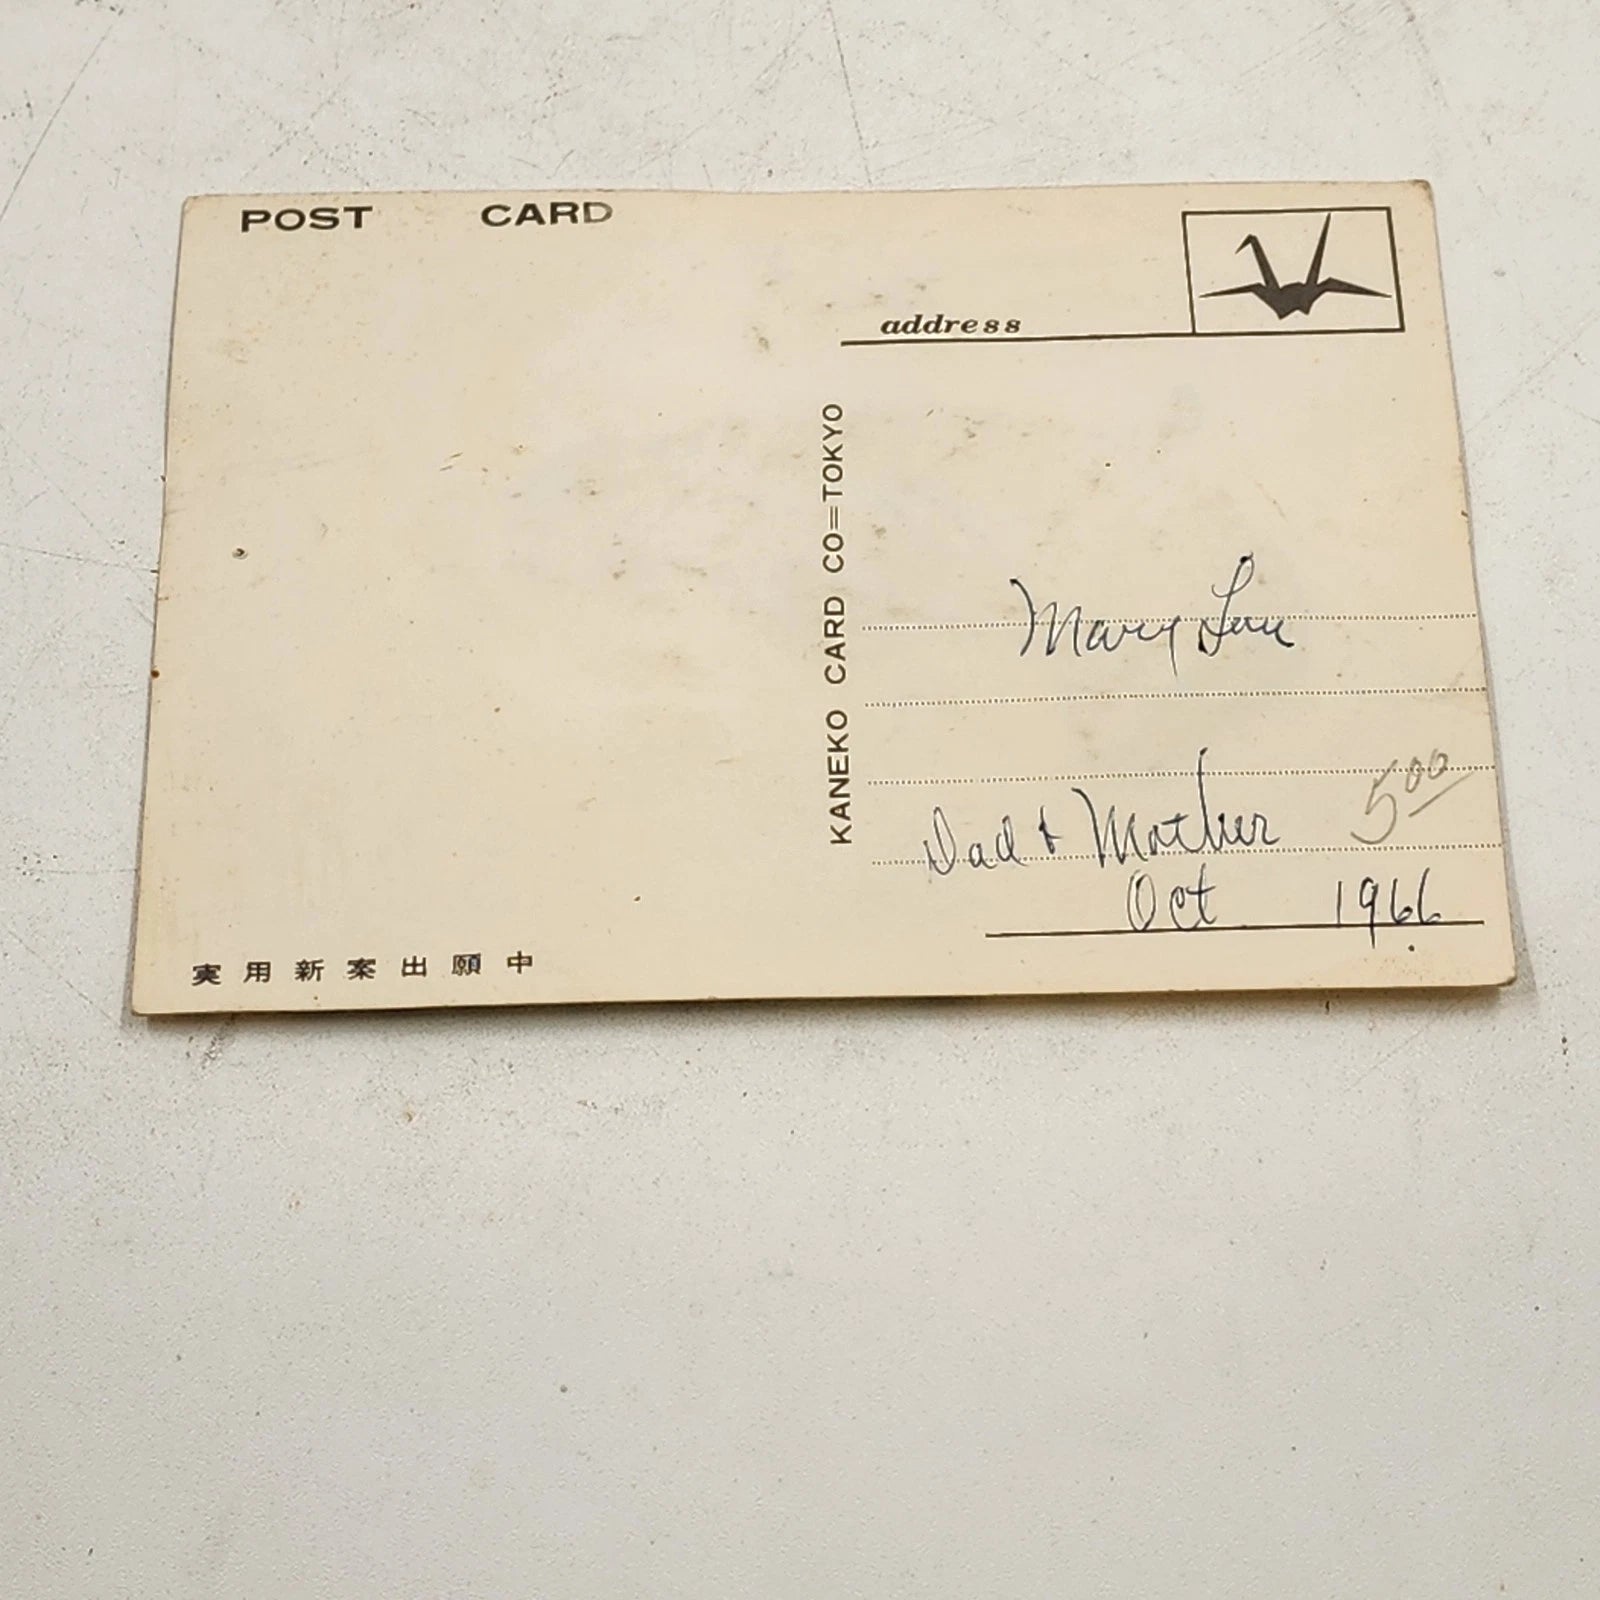 POST CARD
address
KANEKO CARD CO=TOKYO
Mary Lou
Dad & Mother
5.00
Oct 1966
実用新案出願中